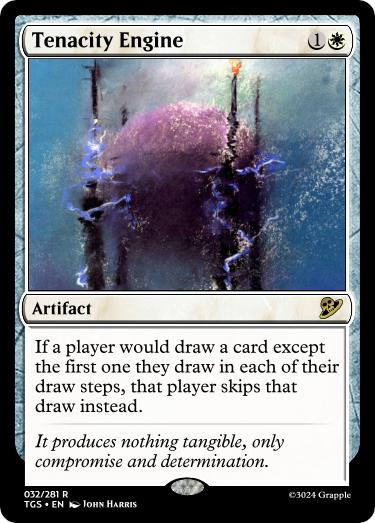 Tenacity Engine 1
Artifact
If a player would draw a card except
the first one they draw in each of their
draw steps, that player skips that
draw instead.
It produces nothing tangible, only
compromise and determination.
032/281 R
TGS • EN John Harris
©3024 Grapple